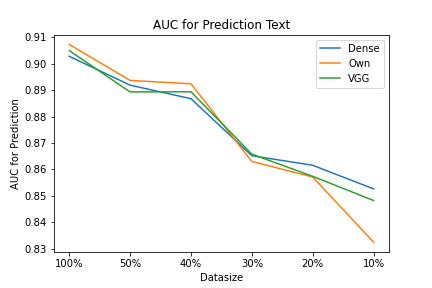 AUC for Prediction Text
Dense
Own
VGG
AUC for Prediction
0.91
0.90
0.89
0.88
0.87
0.86
0.85
0.84
0.83
100% 50% 40% 30% 20% 10%
Datasize